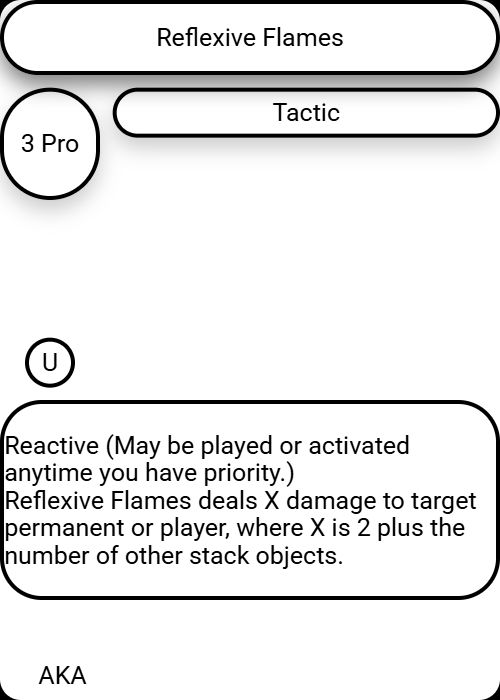 Reflexive Flames
Tactic
3 Pro
U
Reactive (May be played or activated
anytime you have priority.)
Reflexive Flames deals X damage to target
permanent or player, where X is 2 plus the
number of other stack objects.
AKA